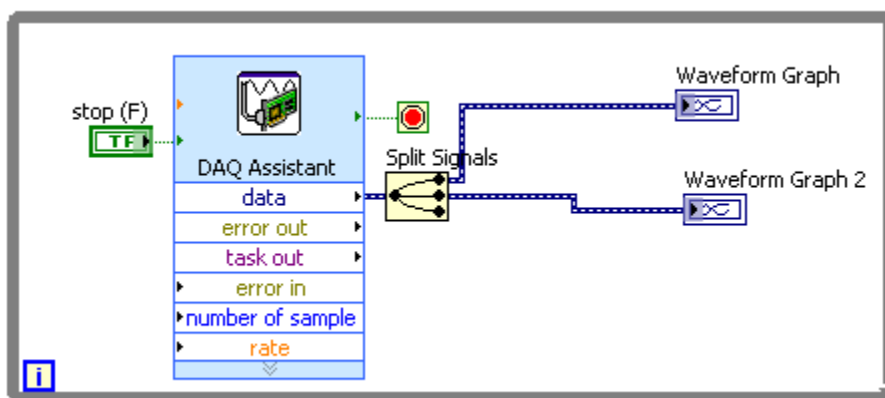 Waveform Graph
stop (F)
TF
DAQ Assistant
Split Signals
data
Waveform Graph 2
error out
task out
error in
number of sample
rate
i